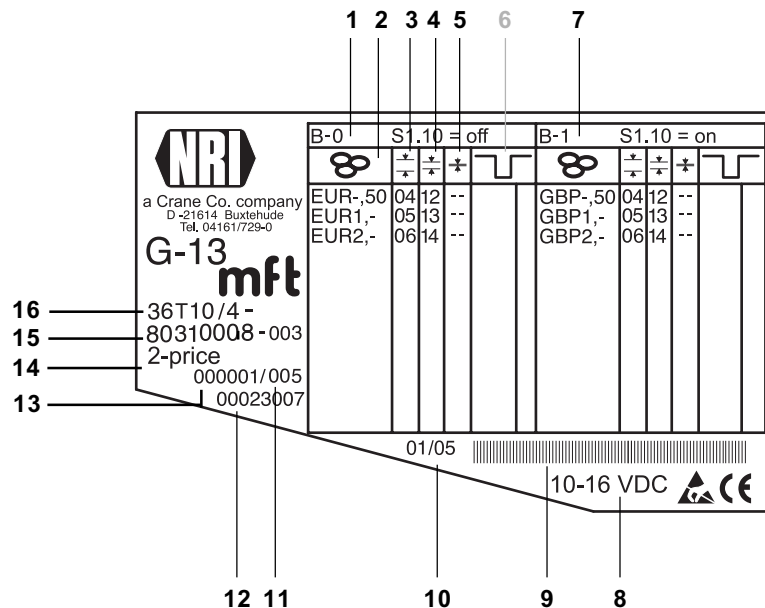 1 2 3 4 5 6 7
NRI
a Crane Co. company
D-21614 Buxtehude
Tel. 04161/729-0
G-13
mft
36T10/4-
80310008-003
2-price
000001/005
00023007
B-0 S1.10 = off
EUR-,50 04 12 --
EUR1,- 05 13 --
EUR2,- 06 14 --
B-1 S1.10 = on
GBP-,50 04 12 --
GBP1,- 05 13 --
GBP2,- 06 14 --
01/05
10-16 VDC CE
16
15
14
13
12 11 10 9 8